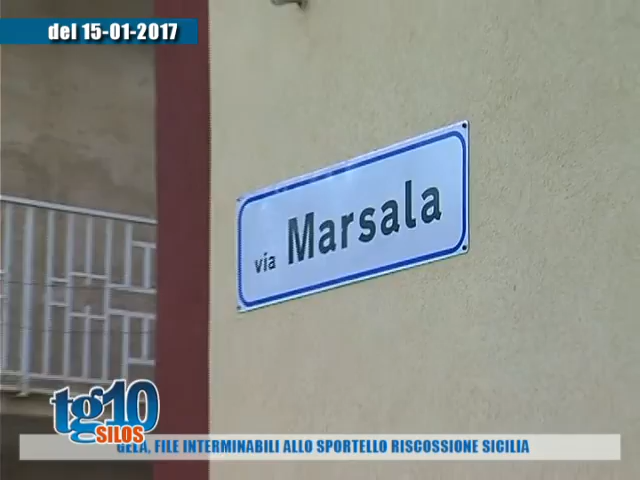 del 15-01-2017
via Marsala
tg10
SILOS
GELA, FILE INTERMINABILI ALLO SPORTELLO RISCOSSIONE SICILIA